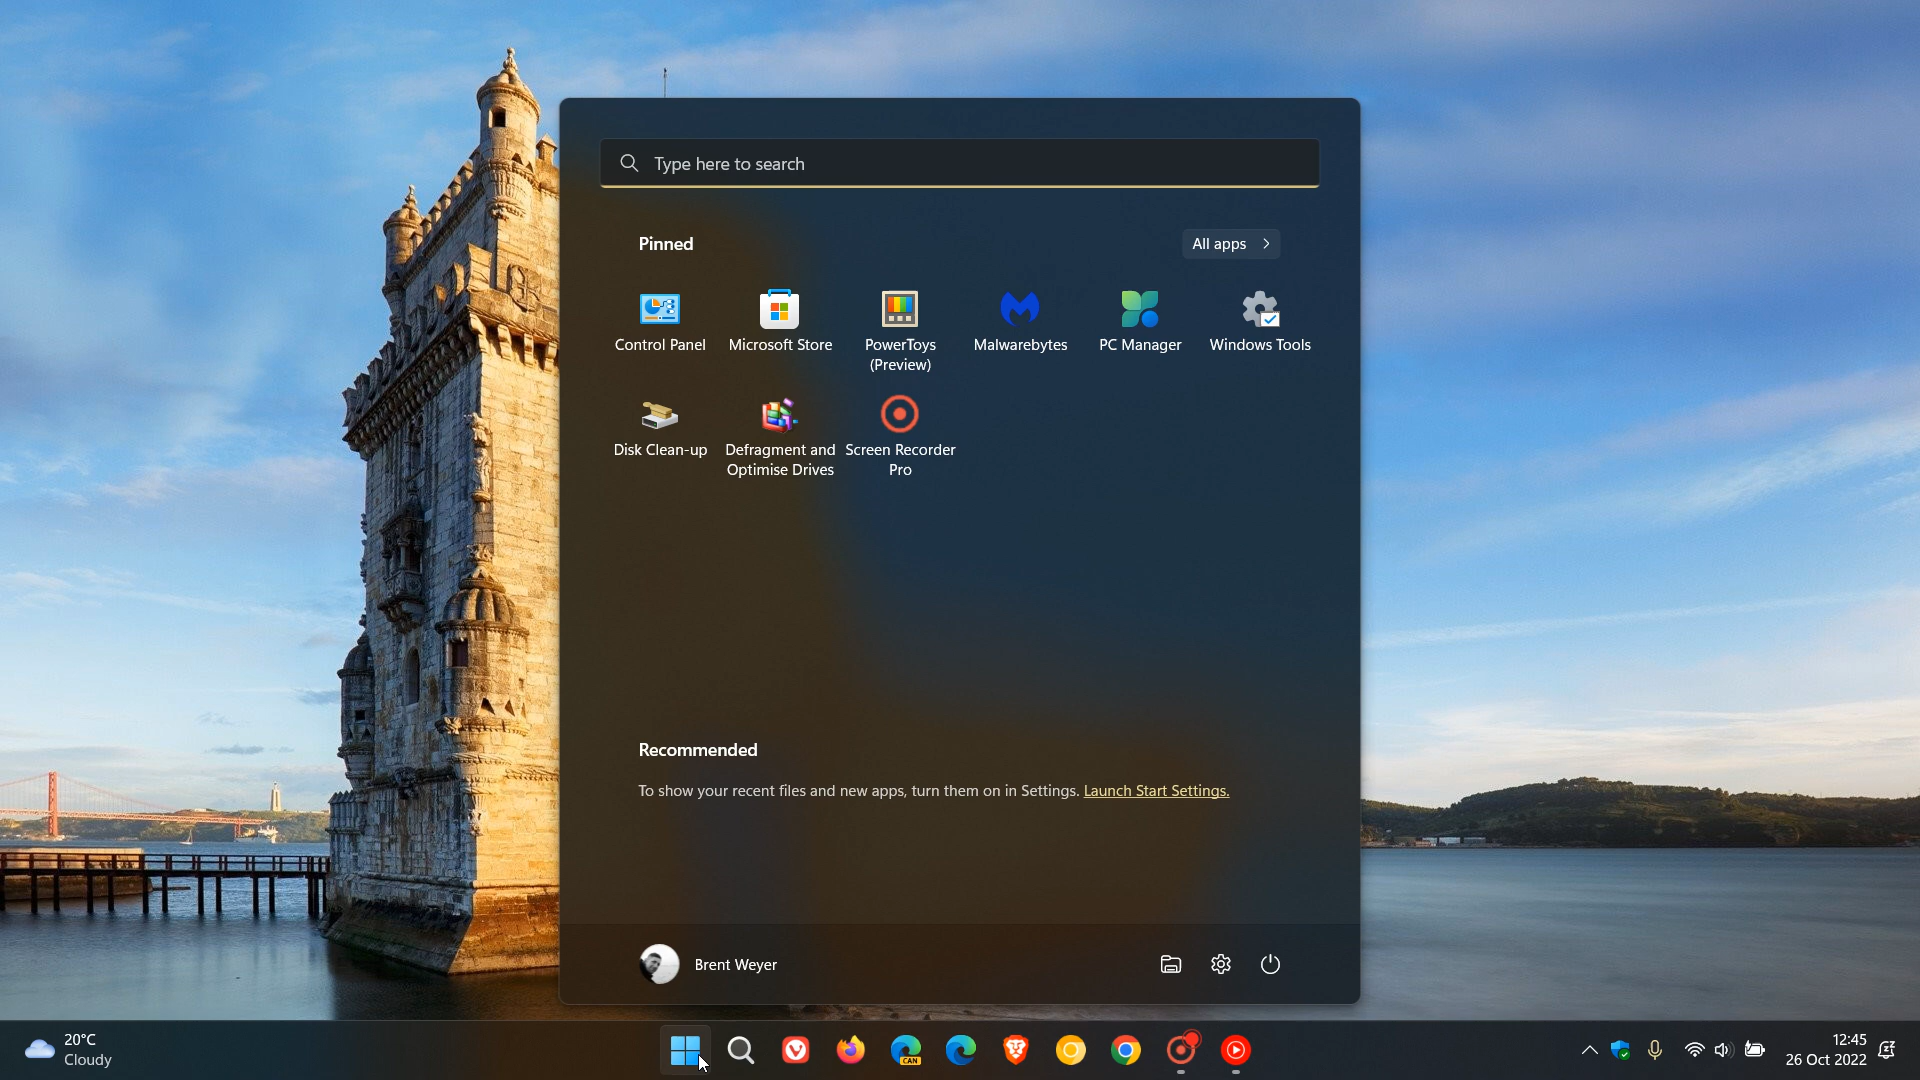 Type here to search
Pinned
All apps
Control Panel
Microsoft Store
PowerToys
(Preview)
Malwarebytes
PC Manager
Windows Tools
Disk Clean-up
Defragment and
Optimise Drives
Screen Recorder
Pro
Recommended
To show your recent files and new apps, turn them on in Settings. Launch Start Settings.
Brent Weyer
20°C
Cloudy
CAN
12:45
26 Oct 2022